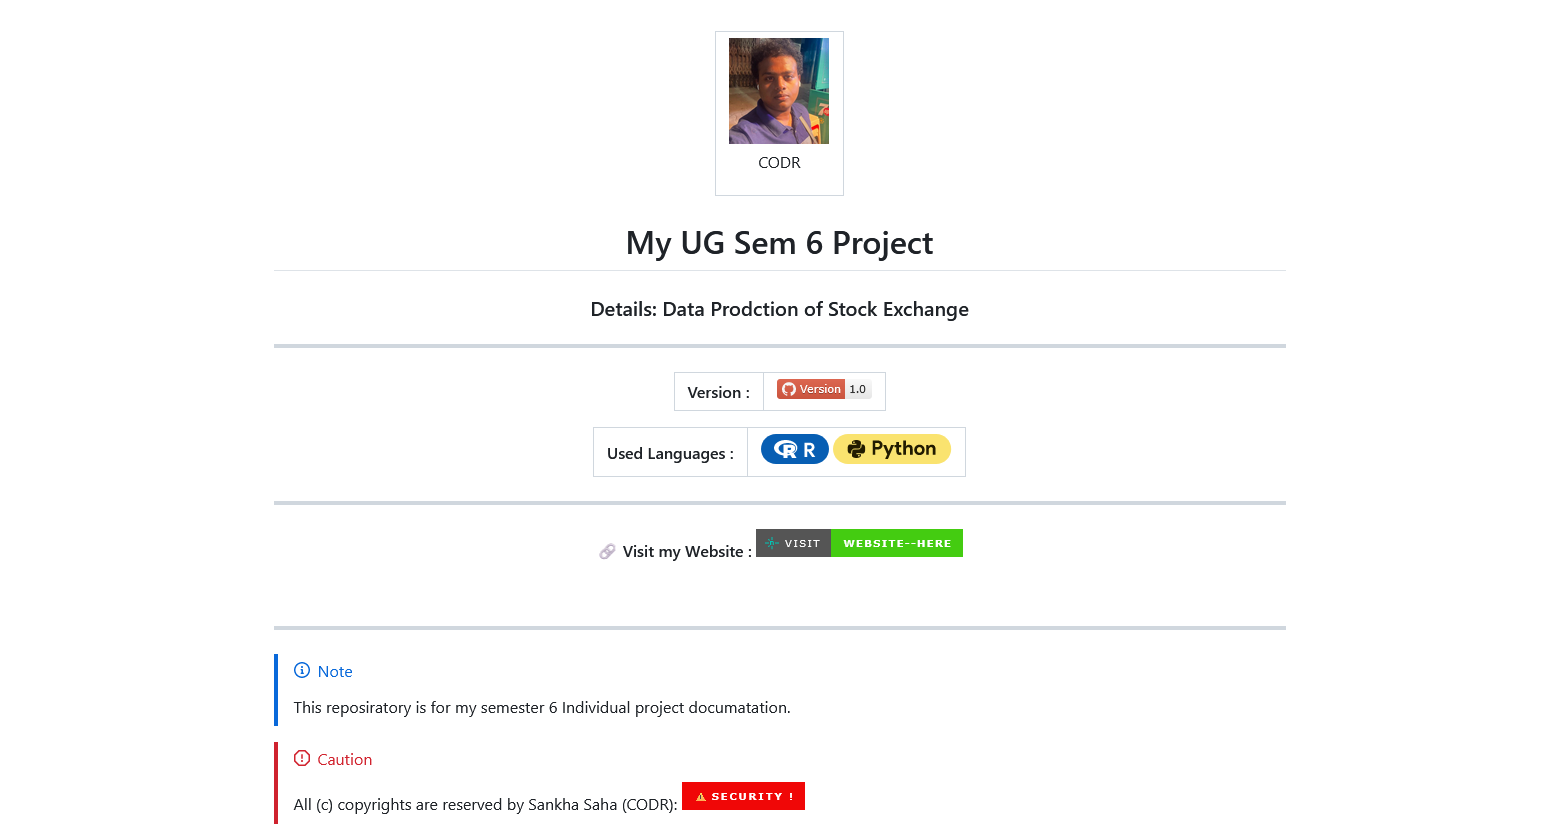 CODR
My UG Sem 6 Project
Details: Data Prodction of Stock Exchange
Version : Version 1.0
Used Languages : R Python
Visit my Website : VISIT WEBSITE--HERE
Note
This reposiratory is for my semester 6 Individual project documatation.
Caution
All (c) copyrights are reserved by Sankha Saha (CODR): SECURITY !